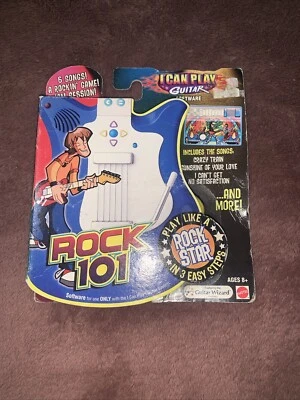 5 SONGS!
A ROCKIN' GAME!
JAM SESSION!
I CAN PLAY
GUITAR
SOFTWARE
INCLUDES THE SONGS:
CRAZY TRAIN
SUNSHINE OF YOUR LOVE
I CAN'T GET
NO SATISFACTION
...AND
MORE!
PLAY LIKE A
ROCK
STAR
IN 3 EASY STEPS
ROCK
101
Software for use ONLY with the I Can Play
AGES 8+
Guitar Wizard
MATTEL